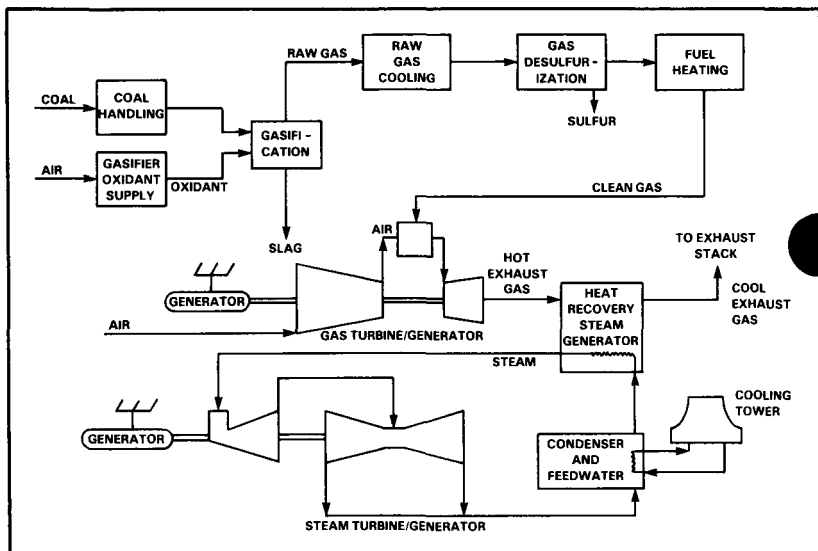 RAW GAS
RAW
GAS
COOLING
GAS
DESULFUR-
IZATION
FUEL
HEATING
COAL
COAL
HANDLING
SULFUR
GASIFI-
CATION
AIR
GASIFIER
OXIDANT
SUPPLY
OXIDANT
CLEAN GAS
SLAG
AIR
HOT
EXHAUST
GAS
TO EXHAUST
STACK
GENERATOR
HEAT
RECOVERY
STEAM
GENERATOR
COOL
EXHAUST
GAS
AIR
GAS TURBINE/GENERATOR
STEAM
COOLING
TOWER
GENERATOR
CONDENSER
AND
FEEDWATER
STEAM TURBINE/GENERATOR